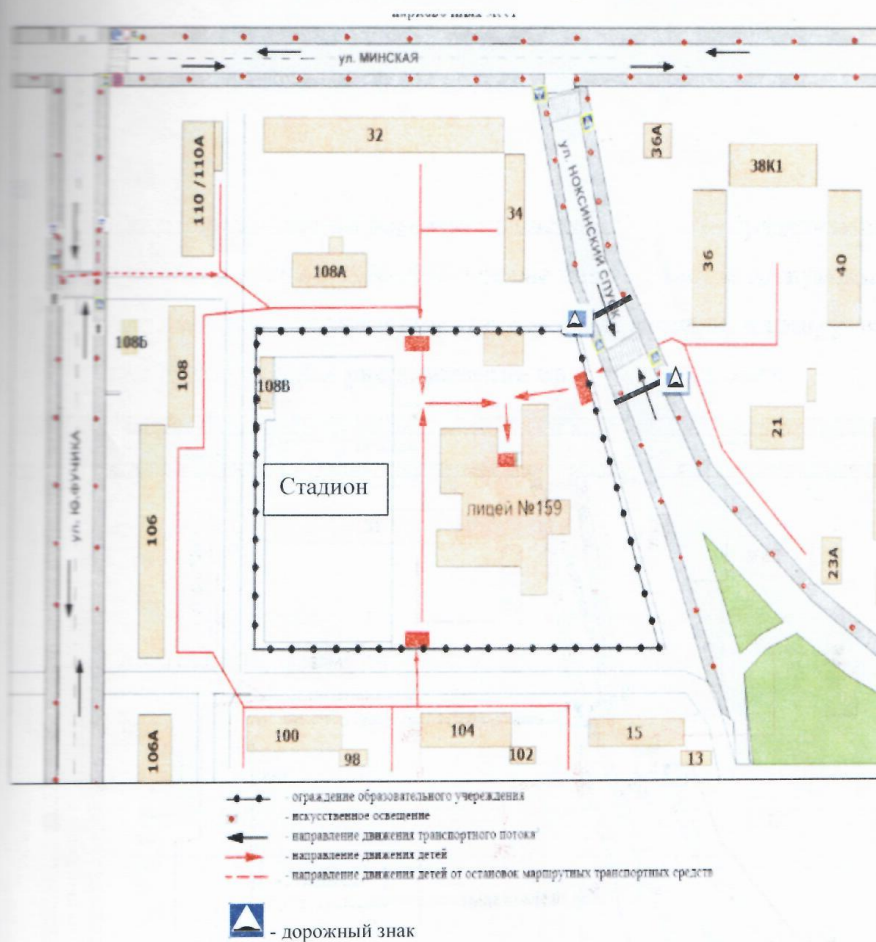 ул. МИНСКАЯ
32
36А
38К1
110 /110А
ул. НОКСИНСКИЙ СПУСК
34
36
40
108А
108Б
108
108В
21
ул. Ю.ФУЧИКА
106
Стадион
лицей №159
23А
106А
100
98
104
102
15
13
- ограждение образовательного учереждения
- искусственное освещение
- направление движения транспортного потока
- направление движения детей
- направление движения детей от остановок маршрутных транспортных средств
- дорожный знак